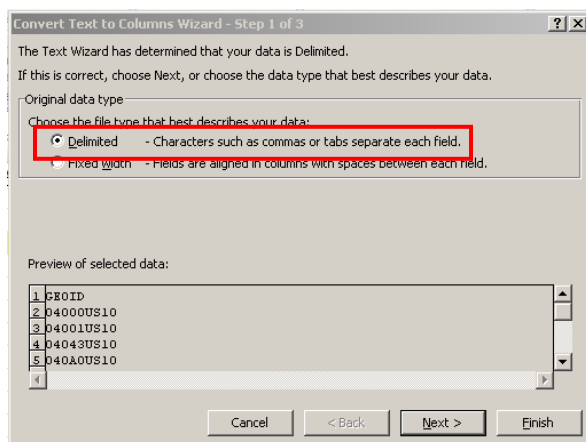 Convert Text to Columns Wizard - Step 1 of 3
The Text Wizard has determined that your data is Delimited.
If this is correct, choose Next, or choose the data type that best describes your data.
Original data type
Choose the file type that best describes your data:
Delimited - Characters such as commas or tabs separate each field.
Fixed Width - Fields are aligned in columns with spaces between each field.
Preview of selected data:
1 GEOID
2 04000US10
3 04001US10
4 04043US10
5 040A0US10
Cancel < Back Next > Finish